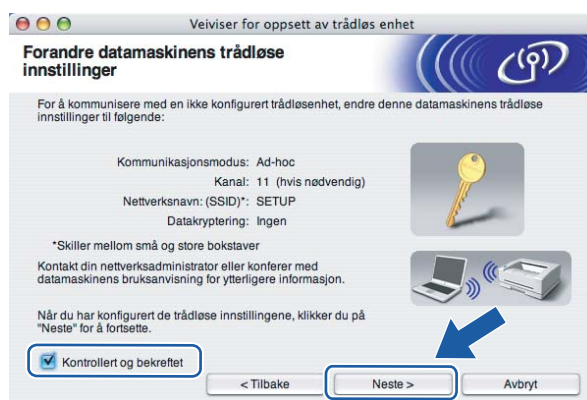 Veiviser for oppsett av trådløs enhet
Forandre datamaskinens trådløse
innstillinger
For å kommunisere med en ikke konfigurert trådløsenhet, endre denne datamaskinens trådløse
innstillinger til følgende:
Kommunikasjonsmodus: Ad-hoc
Kanal: 11 (hvis nødvendig)
Nettverksnavn: (SSID)*: SETUP
Datakryptering: Ingen
*Skiller mellom små og store bokstaver
Kontakt din nettverksadministrator eller konferer med
datamaskinens bruksanvisning for ytterligere informasjon.
Når du har konfigurert de trådløse innstillingene, klikker du på
"Neste" for å fortsette.
Kontrollert og bekreftet
< Tilbake Neste > Avbryt